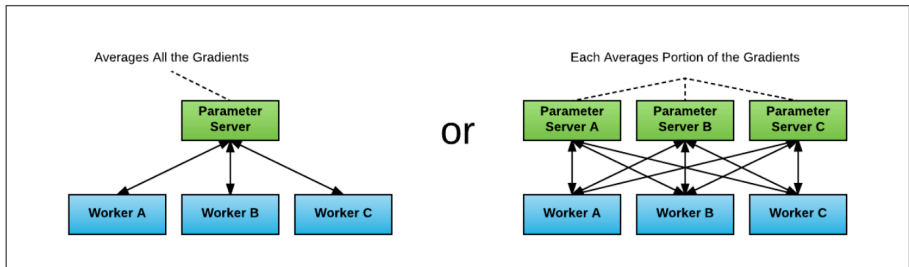 Averages All the Gradients
Parameter
Server
Worker A
Worker B
Worker C
or
Each Averages Portion of the Gradients
Parameter
Server A
Parameter
Server B
Parameter
Server C
Worker A
Worker B
Worker C